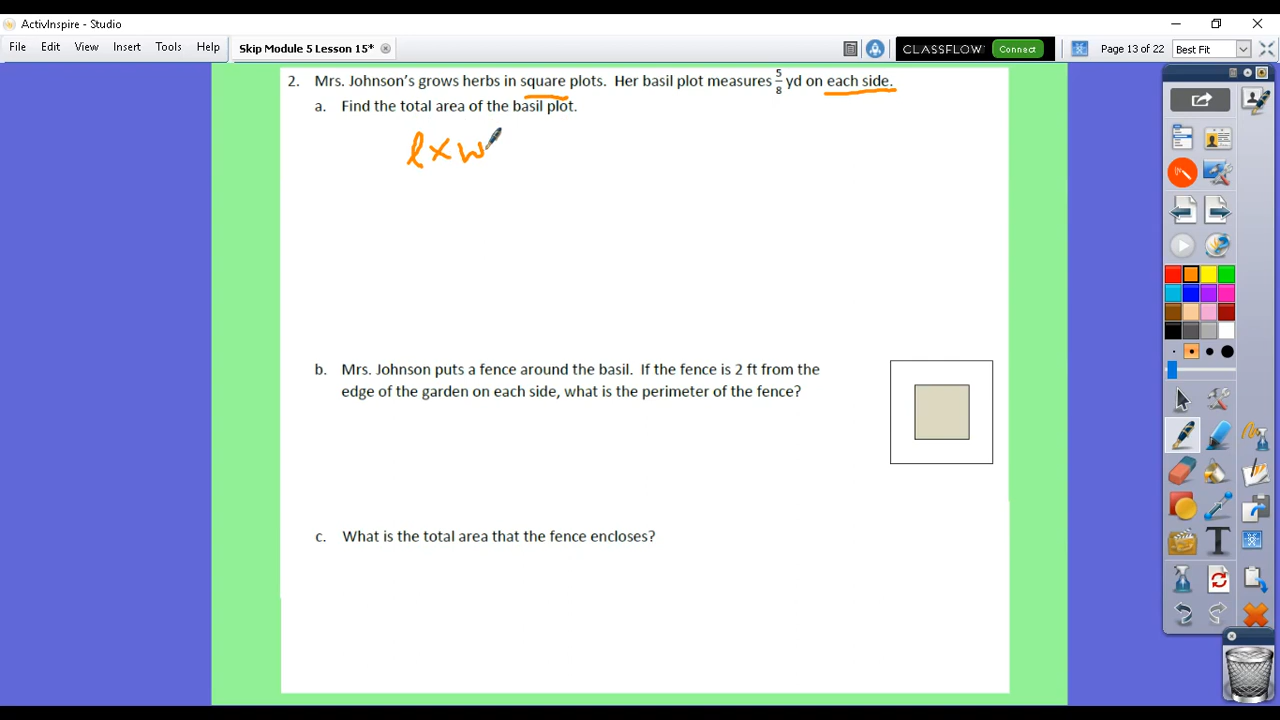 ActivInspire - Studio
File Edit View Insert Tools Help
Skip Module 5 Lesson 15*
CLASSFLOW Connect
Page 13 of 22 Best Fit
2. Mrs. Johnson's grows herbs in square plots. Her basil plot measures 5/8 yd on each side.
a. Find the total area of the basil plot.
l x w
b. Mrs. Johnson puts a fence around the basil. If the fence is 2 ft from the
edge of the garden on each side, what is the perimeter of the fence?
c. What is the total area that the fence encloses?